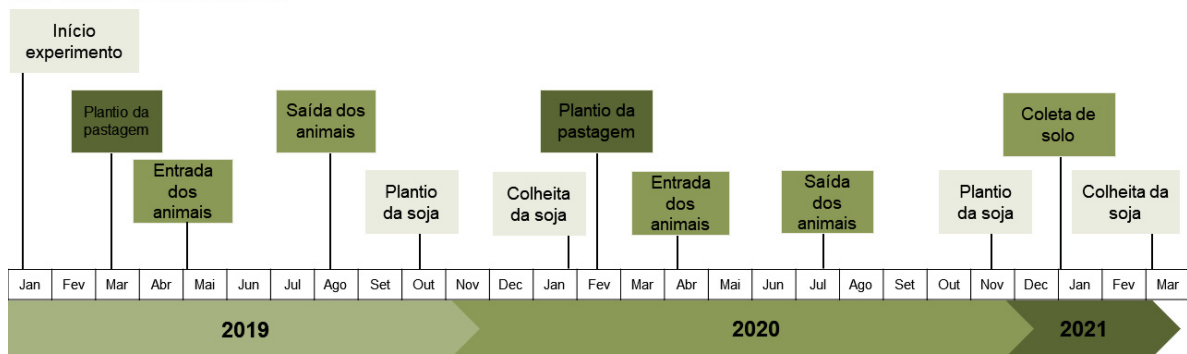 Início
experimento
Plantio da
pastagem
Entrada
dos
animais
Saída dos
animais
Plantio
da soja
Colheita
da soja
Plantio da
pastagem
Entrada
dos
animais
Saída
dos
animais
Plantio
da soja
Coleta de
solo
Colheita da
soja
Jan Fev Mar Abr Mai Jun Jul Ago Set Out Nov Dec Jan Fev Mar Abr Mai Jun Jul Ago Set Out Nov Dec Jan Fev Mar
2019 2020 2021